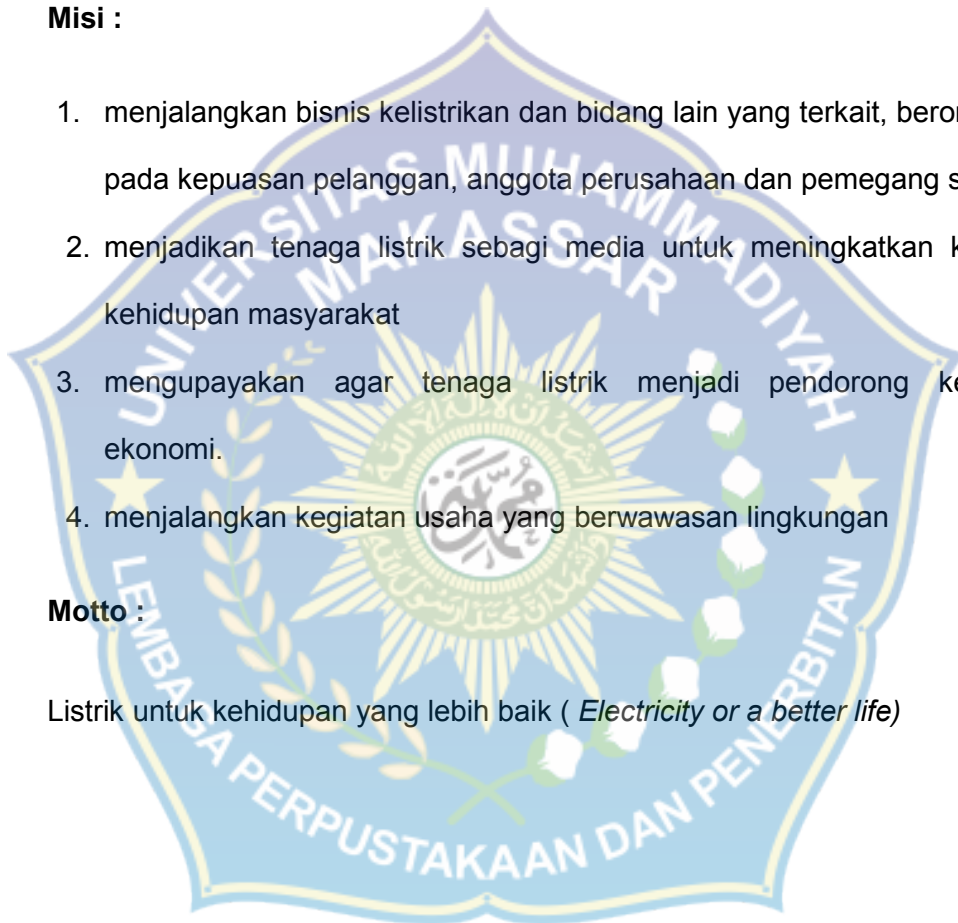 Misi :
1. menjalangkan bisnis kelistrikan dan bidang lain yang terkait,
pada kepuasan pelanggan, anggota perusahaan dan pemegang
2. menjadikan tenaga listrik sebagi media untuk meningkatkan
kehidupan masyarakat
3. mengupayakan agar tenaga listrik menjadi pendorong
ekonomi.
4. menjalangkan kegiatan usaha yang berwawasan lingkungan
Motto :
Listrik untuk kehidupan yang lebih baik ( Electricity or a better life)
UNIVERSITAS MUHAMMADIYAH
MAKASSAR
LEMBAGA PERPUSTAKAAN DAN PENERBITAN